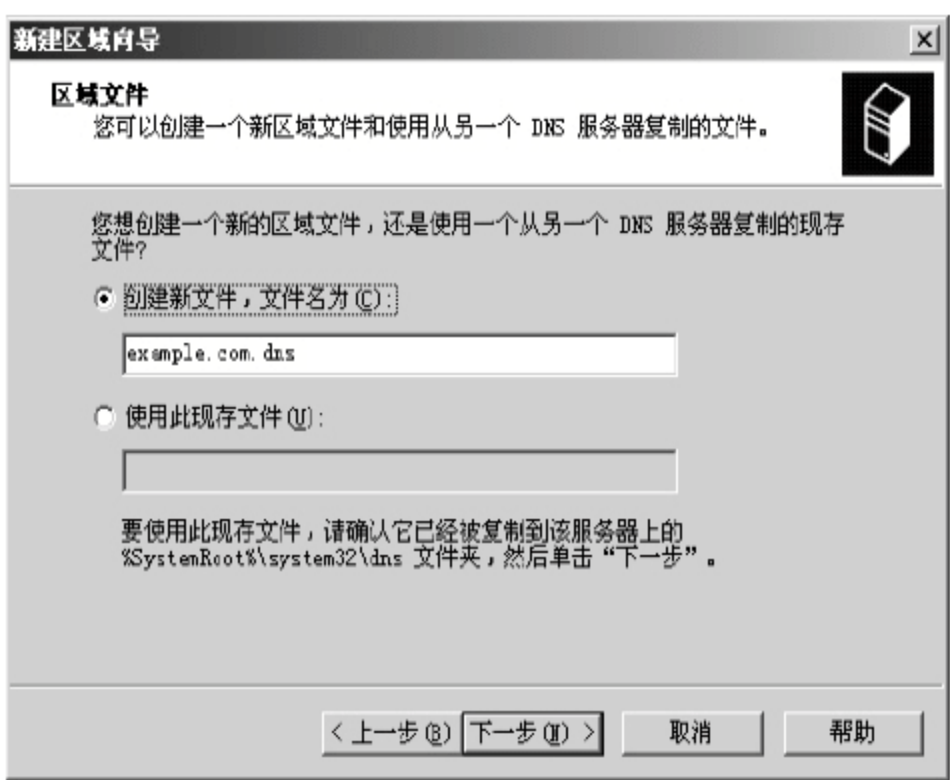 新建区域向导
区域文件
您可以创建一个新区域文件和使用从另一个 DNS 服务器复制的文件。
您想创建一个新的区域文件，还是使用一个从另一个 DNS 服务器复制的现存
文件?
创建新文件，文件名为(C):
example.com.dns
使用此现存文件(U):
要使用此现存文件，请确认它已经被复制到该服务器上的
%SystemRoot%\system32\dns 文件夹，然后单击“下一步”。
< 上一步(B) 下一步(N) > 取消 帮助